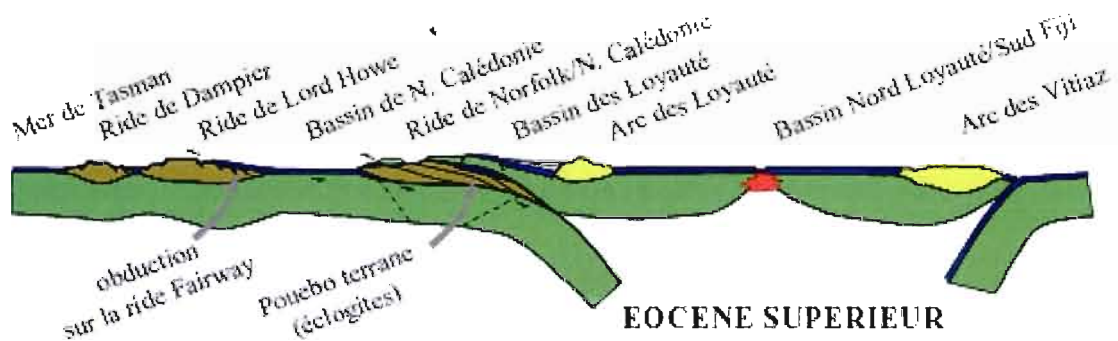 Mer de Tasman
Ride de Dampier
Ride de Lord Howe
Bassin de N. Calédonie
Ride de Norfolk/N. Calédonie
Bassin des Loyauté
Arc des Loyauté
Bassin Nord Loyauté/Sud Fiji
Arc des Vitiaz
obduction
sur la ride Fairway
Pouebo terrane
(éclogites)
EOCENE SUPERIEUR